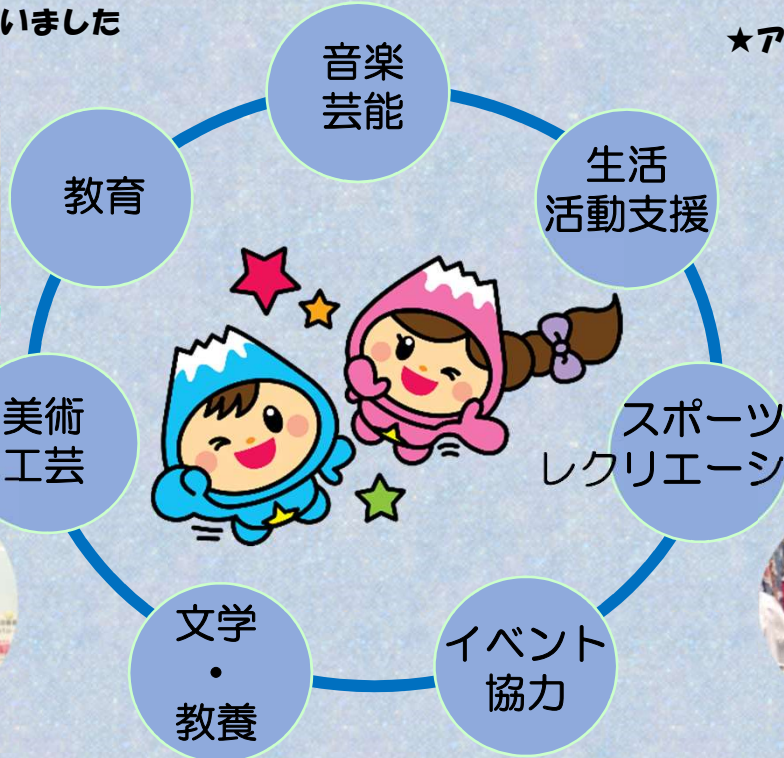 いました
★ア
音楽
芸能
教育
生活
活動支援
美術
工芸
スポーツ
レクリエーシ
文学
・
教養
イベント
協力